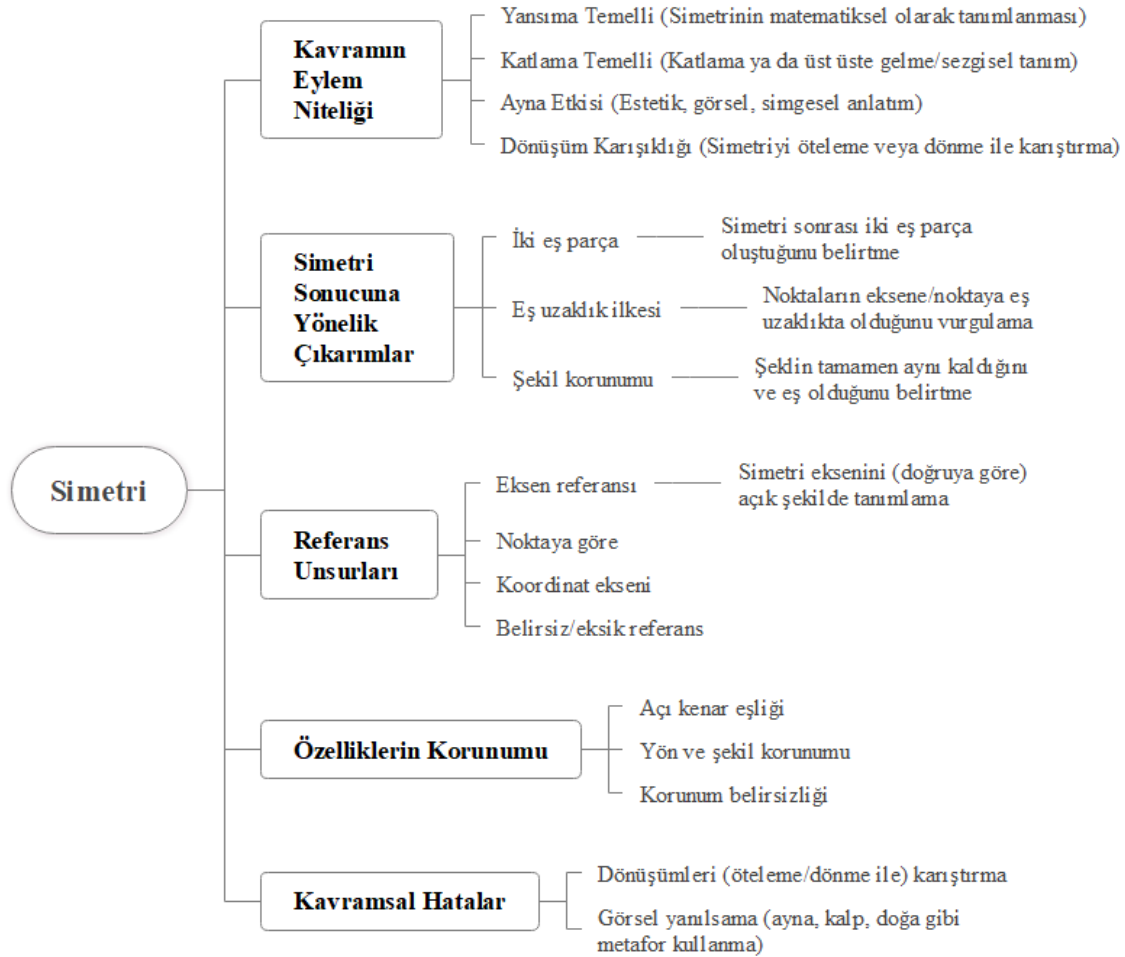 Simetri
Kavramın
Eylem
Niteliği
Yansıma Temelli (Simetrinin matematiksel olarak tanımlanması)
Katlama Temelli (Katlama ya da üst üste gelme/sezgisel tanım)
Ayna Etkisi (Estetik, görsel, simgesel anlatım)
Dönüşüm Karışıklığı (Simetriyi öteleme veya dönme ile karıştırma)
Simetri
Sonucuna
Yönelik
Çıkarımlar
İki eş parça
Simetri sonrası iki eş parça
oluştuğunu belirtme
Eş uzaklık ilkesi
Noktaların eksene/noktaya eş
uzaklıkta olduğunu vurgulama
Şekil korunumu
Şeklin tamamen aynı kaldığını
ve eş olduğunu belirtme
Referans
Unsurları
Eksen referansı
Simetri eksenini (doğruya göre)
açık şekilde tanımlama
Noktaya göre
Koordinat ekseni
Belirsiz/eksik referans
Özelliklerin Korunumu
Açı kenar eşliği
Yön ve şekil korunumu
Korunum belirsizliği
Kavramsal Hatalar
Dönüşümleri (öteleme/dönme ile) karıştırma
Görsel yanılsama (ayna, kalp, doğa gibi
metafor kullanma)